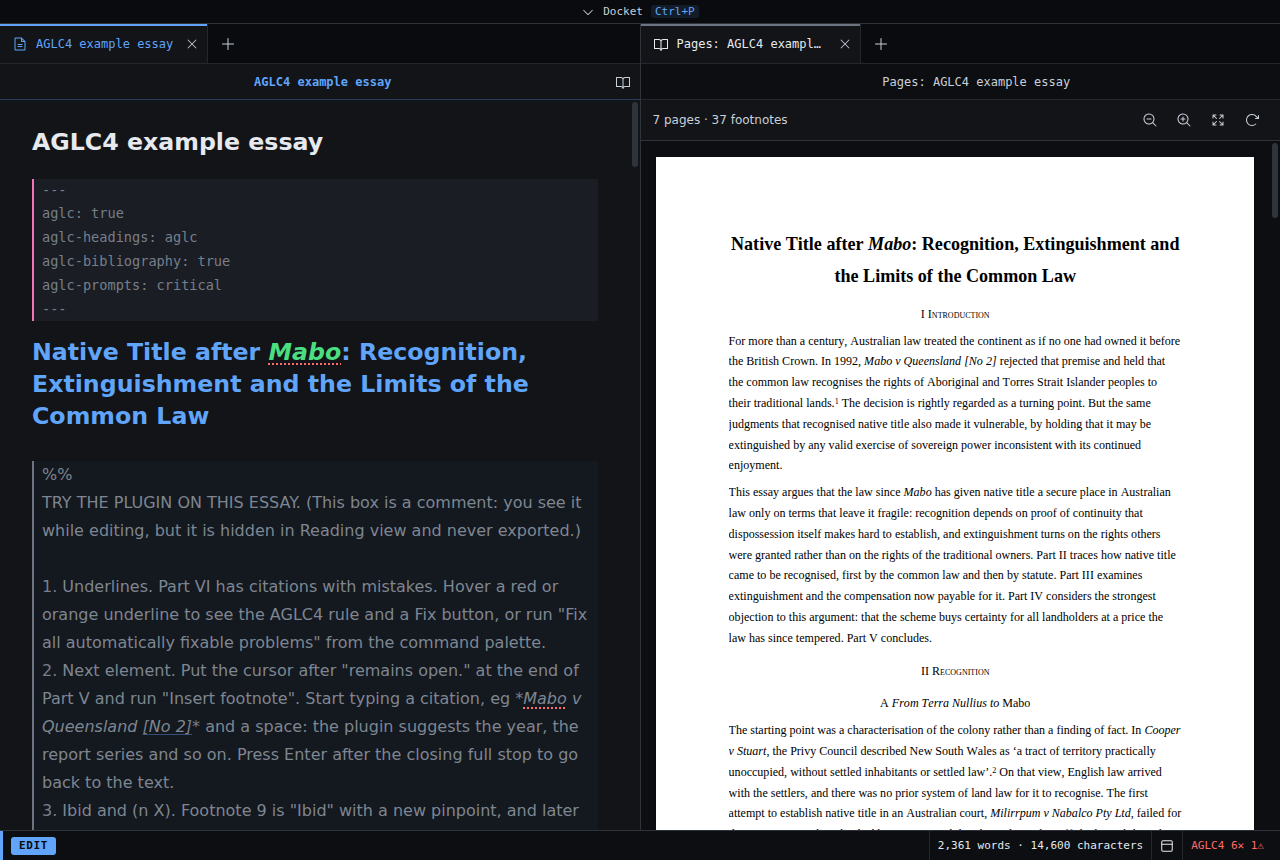 Docket Ctrl+P
AGLC4 example essay
Pages: AGLC4 exampl…
AGLC4 example essay
Pages: AGLC4 example essay
7 pages · 37 footnotes
AGLC4 example essay
---
aglc: true
aglc-headings: aglc
aglc-bibliography: true
aglc-prompts: critical
---
Native Title after Mabo: Recognition,
Extinguishment and the Limits of the
Common Law
%%
TRY THE PLUGIN ON THIS ESSAY. (This box is a comment: you see it
while editing, but it is hidden in Reading view and never exported.)
1. Underlines. Part VI has citations with mistakes. Hover a red or
orange underline to see the AGLC4 rule and a Fix button, or run "Fix
all automatically fixable problems" from the command palette.
2. Next element. Put the cursor after "remains open." at the end of
Part V and run "Insert footnote". Start typing a citation, eg *Mabo v
Queensland [No 2]* and a space: the plugin suggests the year, the
report series and so on. Press Enter after the closing full stop to go
back to the text.
3. Ibid and (n X). Footnote 9 is "Ibid" with a new pinpoint, and later
Native Title after Mabo: Recognition, Extinguishment and
the Limits of the Common Law
I Introduction
For more than a century, Australian law treated the continent as if no one had owned it before
the British Crown. In 1992, Mabo v Queensland [No 2] rejected that premise and held that
the common law recognises the rights of Aboriginal and Torres Strait Islander peoples to
their traditional lands.1 The decision is rightly regarded as a turning point. But the same
judgments that recognised native title also made it vulnerable, by holding that it may be
extinguished by any valid exercise of sovereign power inconsistent with its continued
enjoyment.
This essay argues that the law since Mabo has given native title a secure place in Australian
law only on terms that leave it fragile: recognition depends on proof of continuity that
dispossession itself makes hard to establish, and extinguishment turns on the rights others
were granted rather than on the rights of the traditional owners. Part II traces how native title
came to be recognised, first by the common law and then by statute. Part III examines
extinguishment and the compensation now payable for it. Part IV considers the strongest
objection to this argument: that the scheme buys certainty for all landholders at a price the
law has since tempered. Part V concludes.
II Recognition
A From Terra Nullius to Mabo
The starting point was a characterisation of the colony rather than a finding of fact. In Cooper
v Stuart, the Privy Council described New South Wales as ‘a tract of territory practically
unoccupied, without settled inhabitants or settled law’.2 On that view, English law arrived
with the settlers, and there was no prior system of land law for it to recognise. The first
attempt to establish native title in an Australian court, Milirrpum v Nabalco Pty Ltd, failed for
EDIT
2,361 words · 14,600 characters
AGLC4 6× 1⚠